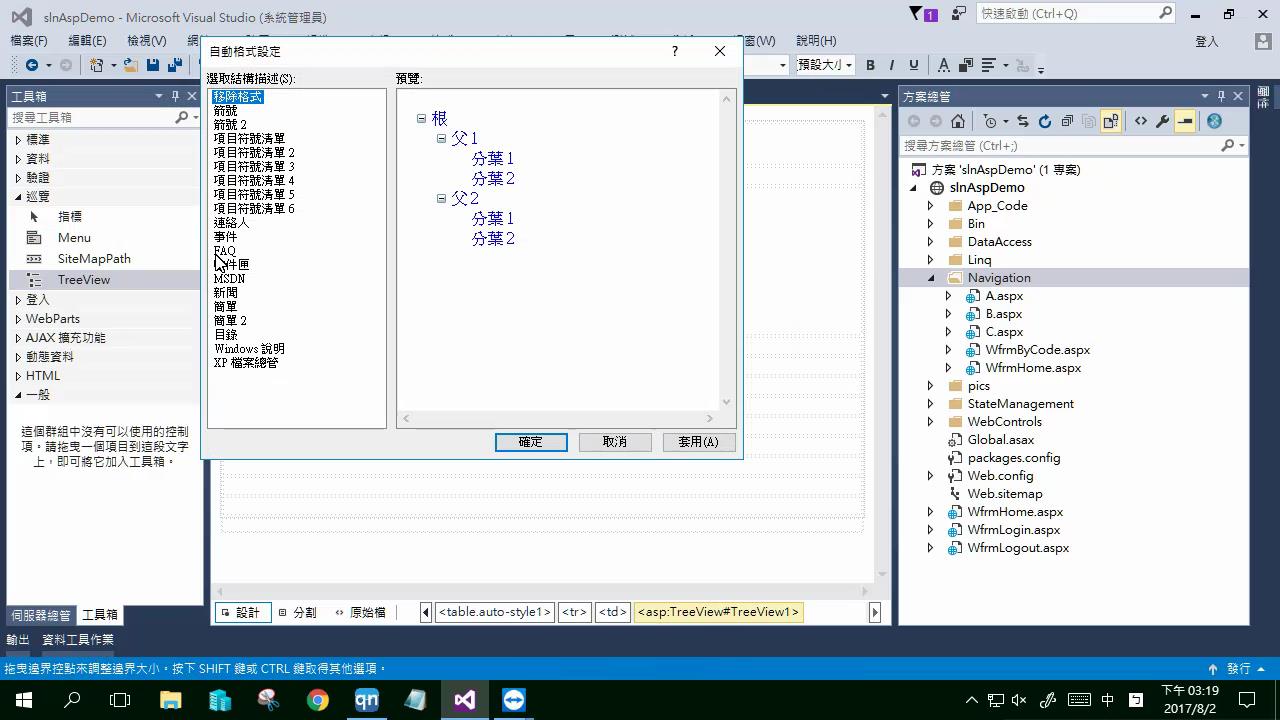 slnAspDemo - Microsoft Visual Studio (系統管理員)
1
快速啟動 (Ctrl+Q)
檔案(F) 編輯(E) 檢視(V)
視窗(W) 說明(H)
登入
自動格式設定
?
選取結構描述(S):
移除格式
箭號
箭號 2
項目符號清單
項目符號清單 2
項目符號清單 3
項目符號清單 4
項目符號清單 5
項目符號清單 6
連絡人
事件
FAQ
件匣
MSDN
新聞
簡單
簡單 2
目錄
Windows 說明
XP 檔案總管
預覽:
根
父 1
分葉 1
分葉 2
父 2
分葉 1
分葉 2
確定 取消 套用(A)
預設大小
B I U A
工具箱
搜尋工具箱
標準
資料
驗證
巡覽
指標
Menu
SiteMapPath
TreeView
登入
WebParts
AJAX 擴充功能
動態資料
HTML
一般
這個群組中沒有可以使用的控制
項。請拖曳一個項目到這段文字
上，即可將它加入工具箱。
伺服器總管 工具箱
輸出 資料工具作業
設計 分割 原始檔
<table.auto-style1> <tr> <td> <asp:TreeView#TreeView1>
方案總管
搜尋方案總管 (Ctrl+;)
方案 'slnAspDemo' (1 專案)
slnAspDemo
App_Code
Bin
DataAccess
Linq
Navigation
A.aspx
B.aspx
C.aspx
WfrmByCode.aspx
WfrmHome.aspx
pics
StateManagement
WebControls
Global.asax
packages.config
Web.config
Web.sitemap
WfrmHome.aspx
WfrmLogin.aspx
WfrmLogout.aspx
拖曳邊界控點來調整邊界大小。按下 SHIFT 鍵或 CTRL 鍵取得其他選項。
發行
qn
中
下午 03:19
2017/8/2